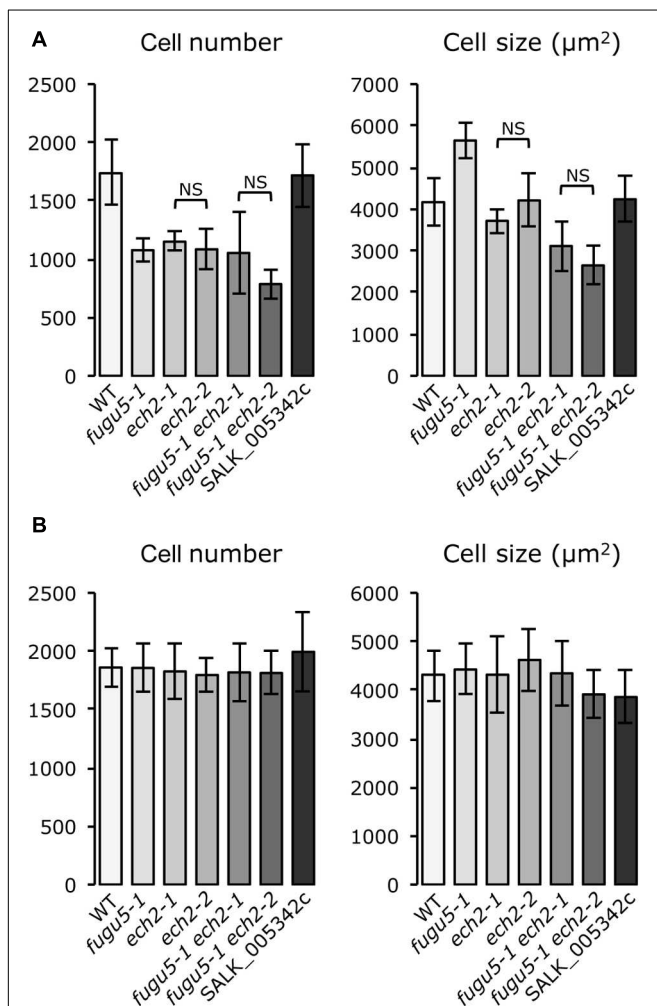 A
Cell number
Cell size (µm²)
2500
2000
1500
1000
500
0
NS
NS
WT
fugu5-1
ech2-1
ech2-2
fugu5-1 ech2-1
fugu5-1 ech2-2
SALK_005342c
7000
6000
5000
4000
3000
2000
1000
0
NS
NS
WT
fugu5-1
ech2-1
ech2-2
fugu5-1 ech2-1
fugu5-1 ech2-2
SALK_005342c
B
Cell number
Cell size (µm²)
2500
2000
1500
1000
500
0
WT
fugu5-1
ech2-1
ech2-2
fugu5-1 ech2-1
fugu5-1 ech2-2
SALK_005342c
6000
5000
4000
3000
2000
1000
0
WT
fugu5-1
ech2-1
ech2-2
fugu5-1 ech2-1
fugu5-1 ech2-2
SALK_005342c